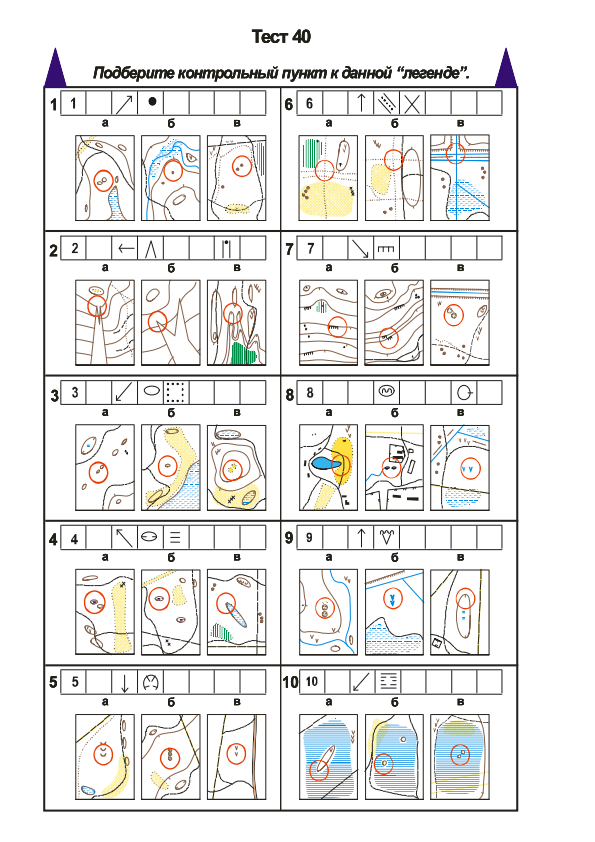 Тест 40
Подберите контрольный пункт к данной “легенде”.
1 1
а б в
6 6
а б в
2 2
а б в
7 7
а б в
3 3
а б в
8 8
а б в
4 4
а б в
9 9
а б в
5 5
а б в
10 10
а б в